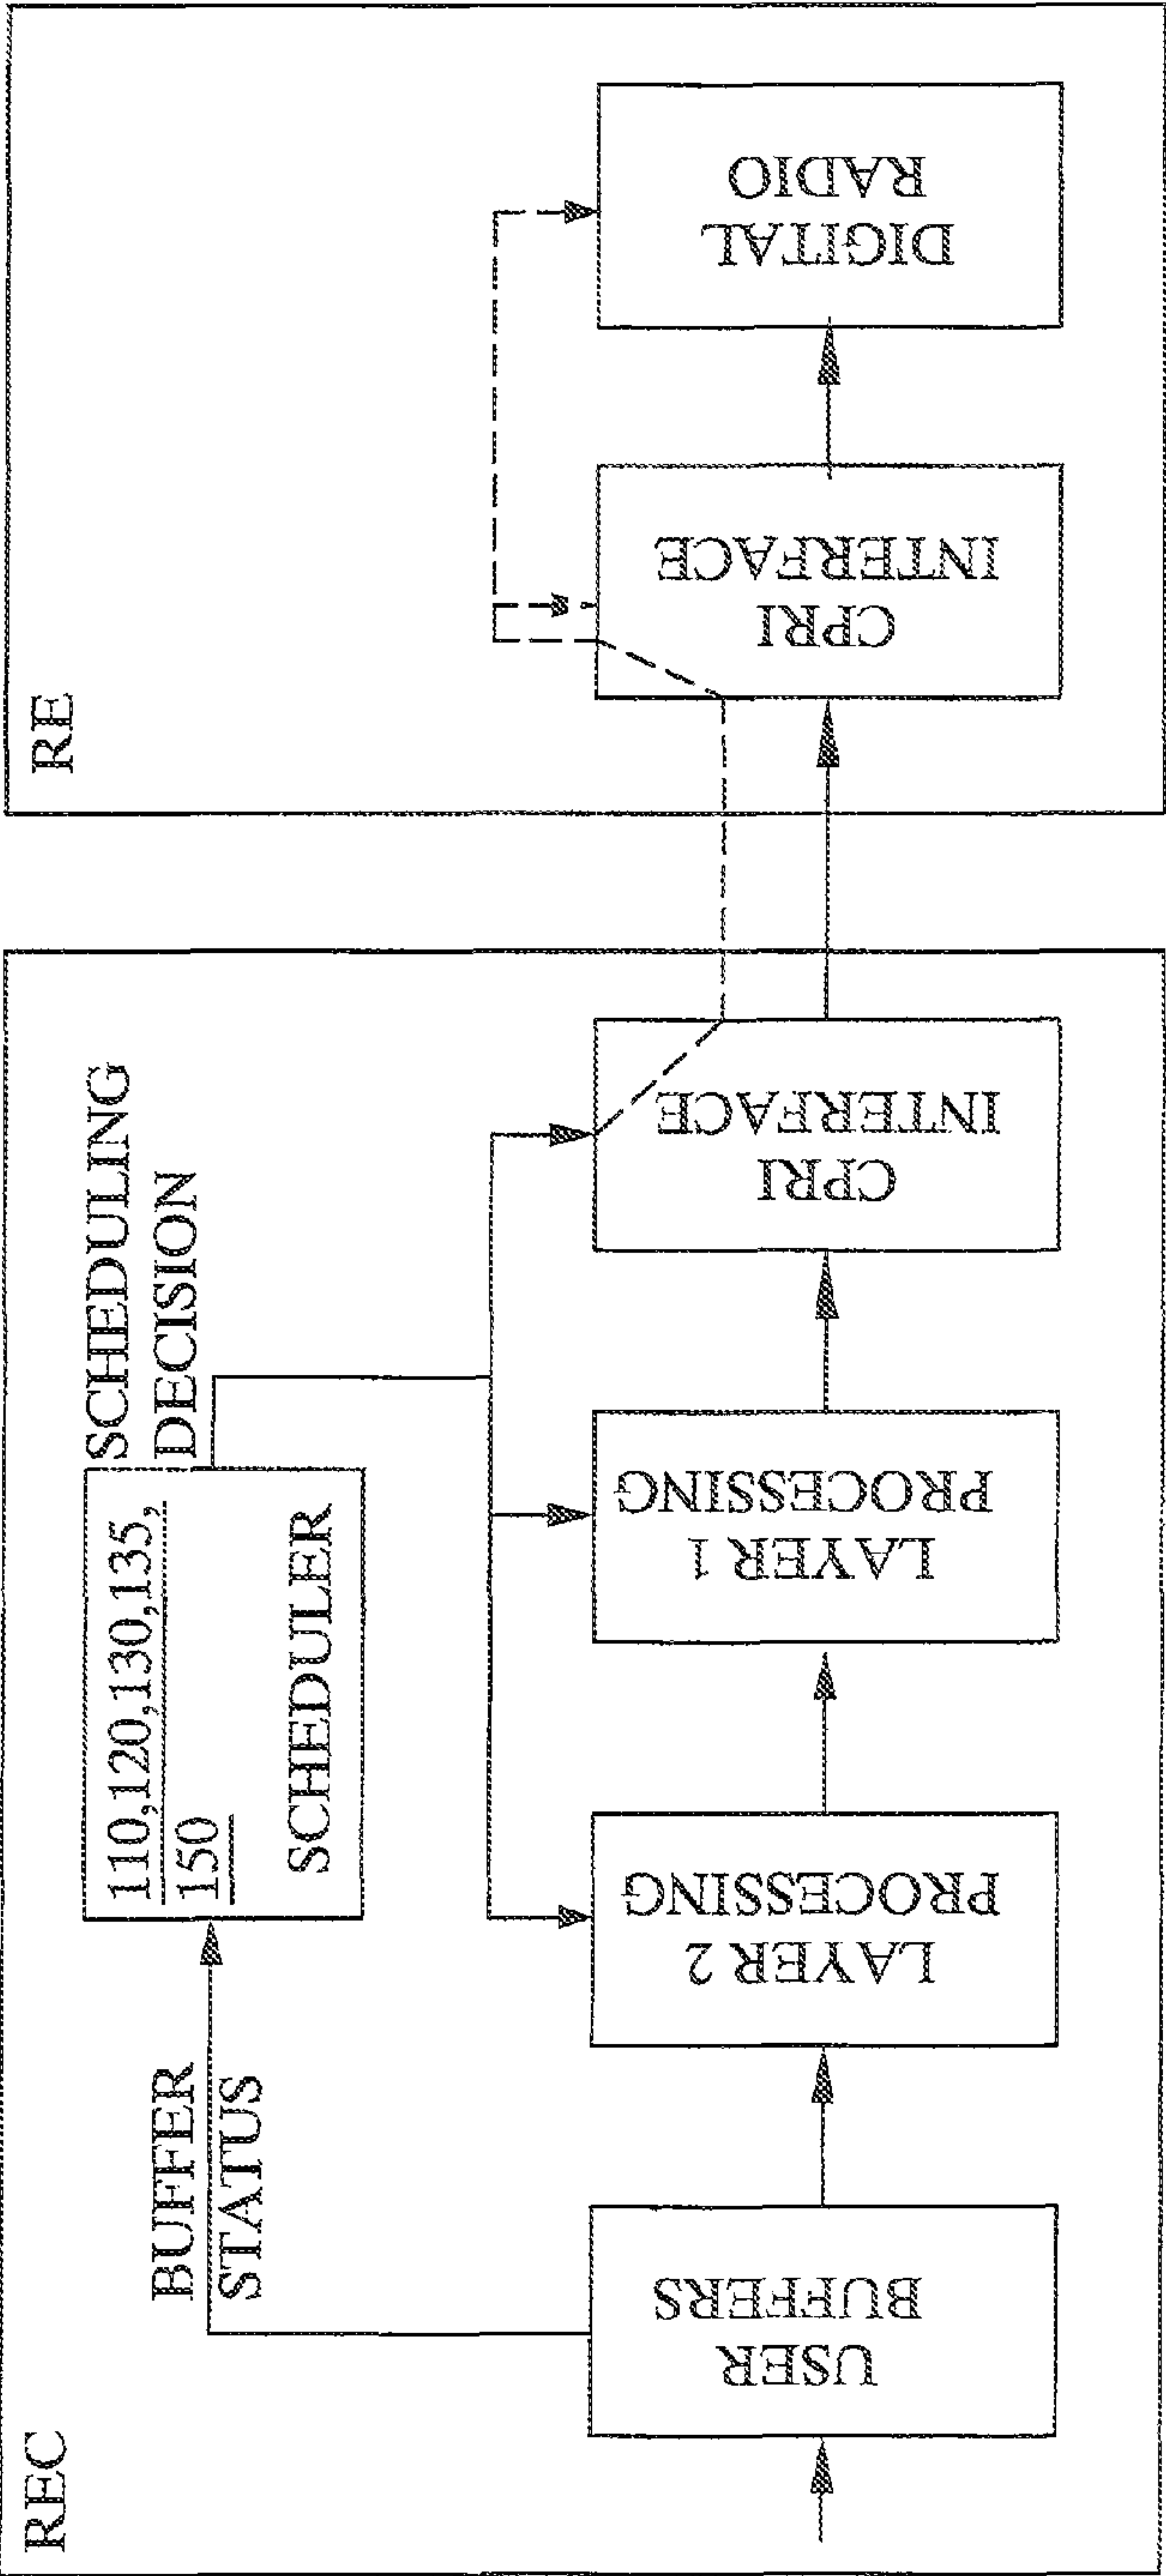 REC
BUFFER
STATUS
110,120,130,135,
150
SCHEDULER
SCHEDULING
DECISION
USER
BUFFERS
LAYER 2
PROCESSING
LAYER 1
PROCESSING
CPRI
INTERFACE
RE
CPRI
INTERFACE
DIGITAL
RADIO